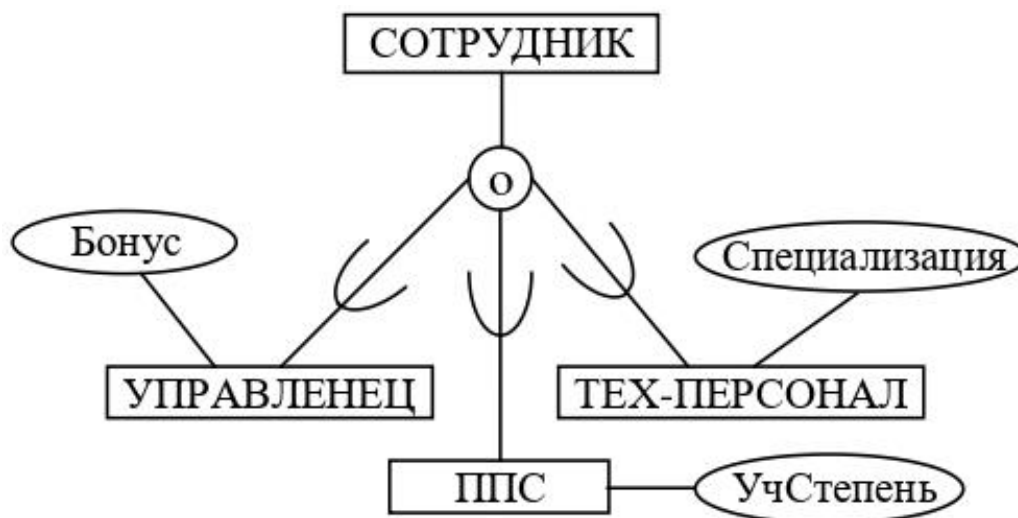 СОТРУДНИК
о
Бонус
Специализация
УПРАВЛЕНЕЦ
ТЕХ-ПЕРСОНАЛ
ППС
УчСтепень